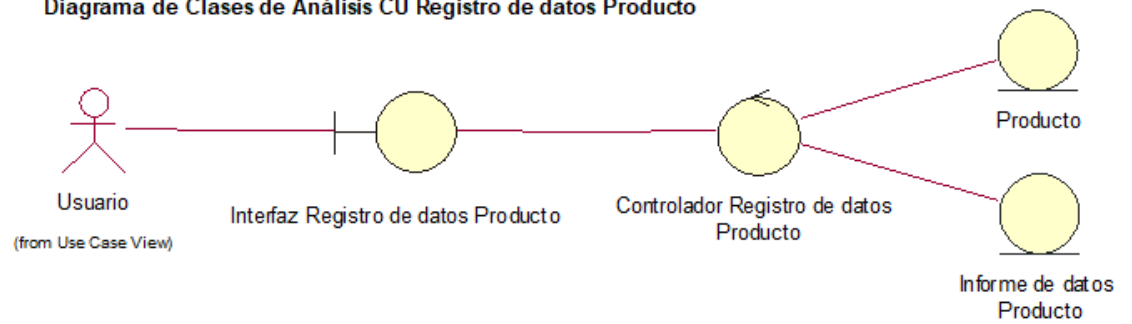 Diagrama de Clases de Análisis CU Registro de datos Producto
Usuario
(from Use Case View)
Interfaz Registro de datos Producto
Controlador Registro de datos
Producto
Producto
Informe de datos
Producto